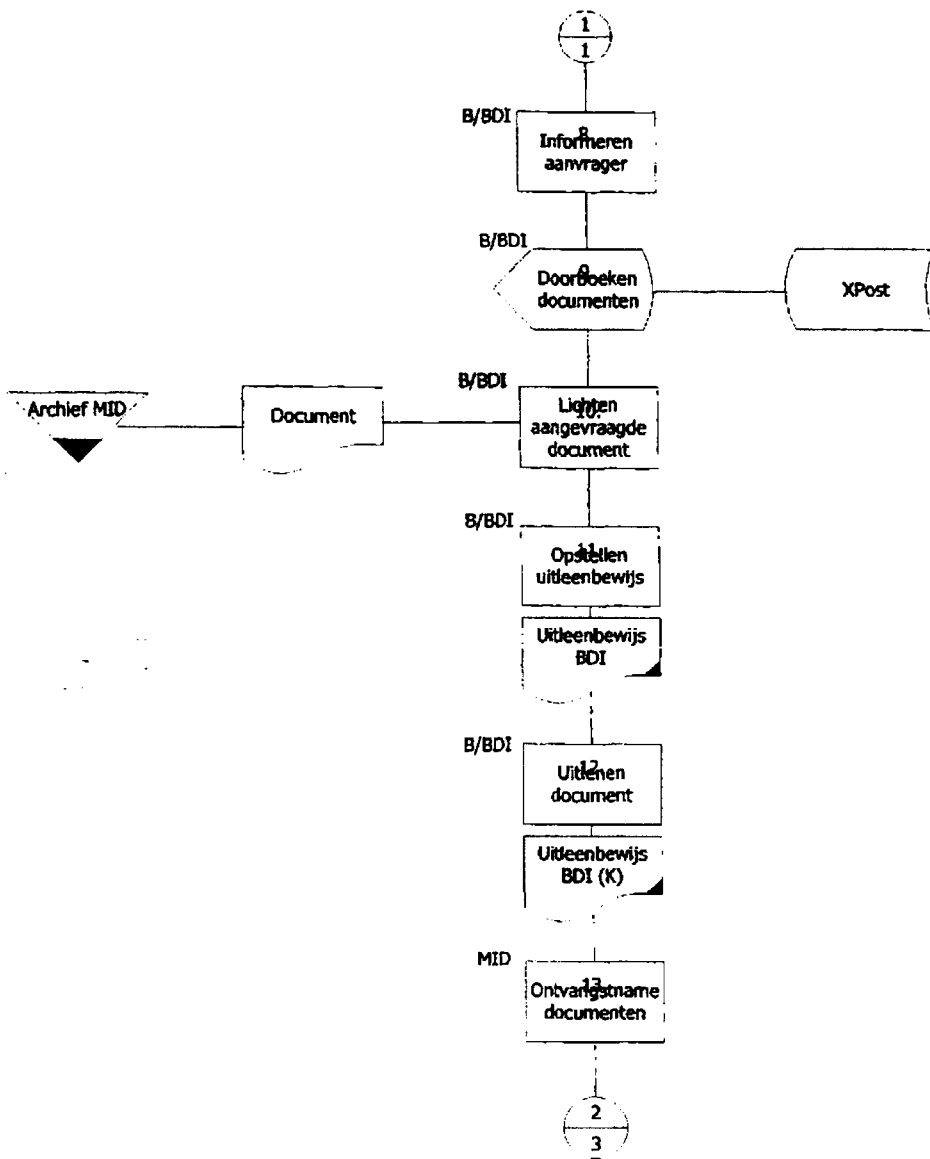 1
1
B/BDI
8.
Informeren
aanvrager
B/BDI
9.
Doorboeken
documenten
XPost
Archief MID
Document
B/BDI
10.
Lichten
aangevraagde
document
B/BDI
11.
Opstellen
uitleenbewijs
Uitleenbewijs
BDI
B/BDI
12.
Uitlenen
document
Uitleenbewijs
BDI (K)
MID
13.
Ontvangstname
documenten
2
3